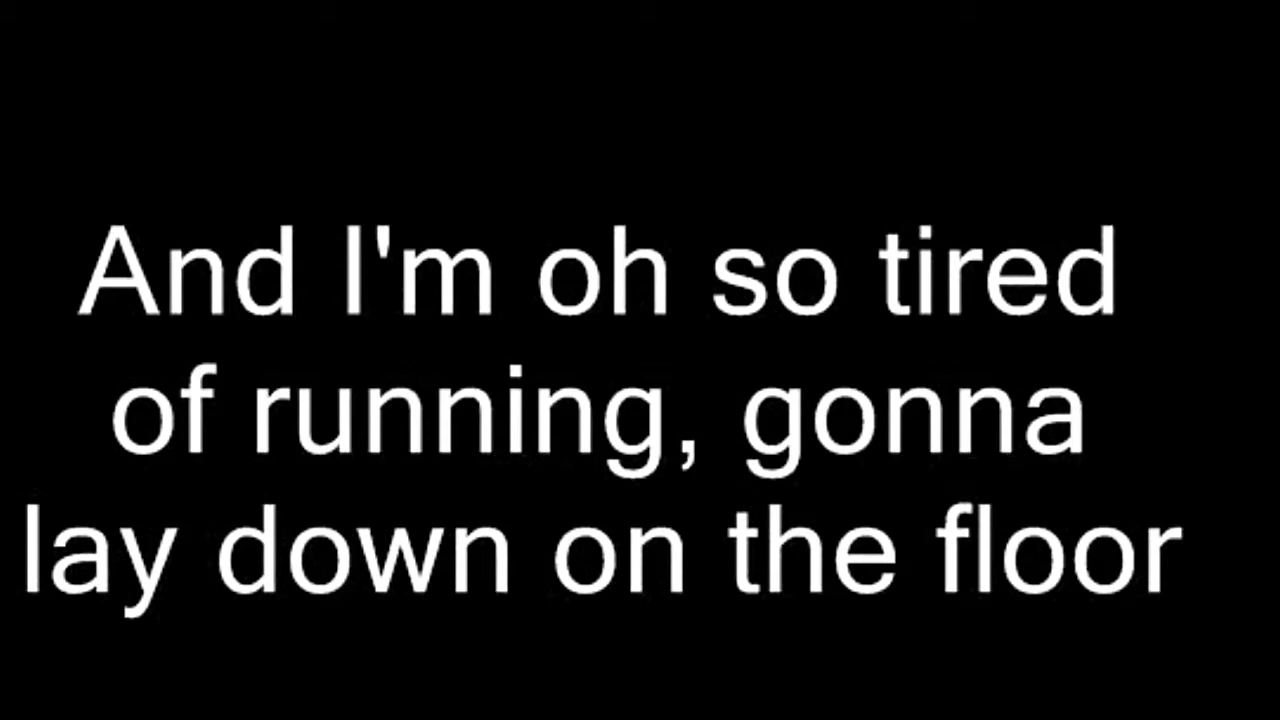 And I'm oh so tired
of running, gonna
lay down on the floor